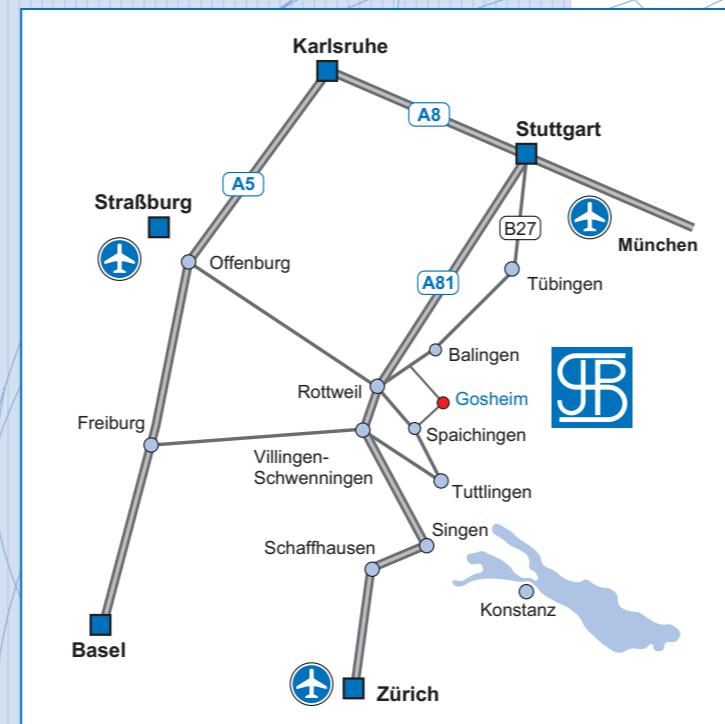 Karlsruhe
A8
Stuttgart
A5
Straßburg
B27
München
Offenburg
A81
Tübingen
Balingen
Rottweil
Gosheim
Freiburg
Spaichingen
Villingen-
Schwenningen
Tuttlingen
Singen
Schaffhausen
Konstanz
Basel
Zürich